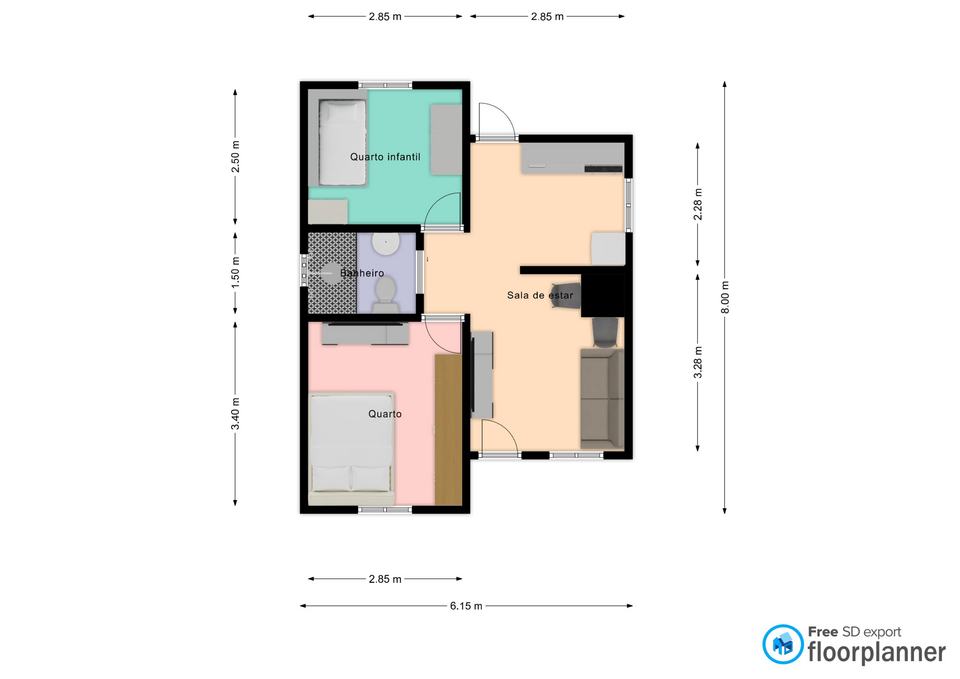 2.85 m
2.85 m
2.50 m
1.50 m
3.40 m
Quarto infantil
Banheiro
Sala de estar
Quarto
2.28 m
3.28 m
8.00 m
2.85 m
6.15 m
Free SD export
floorplanner